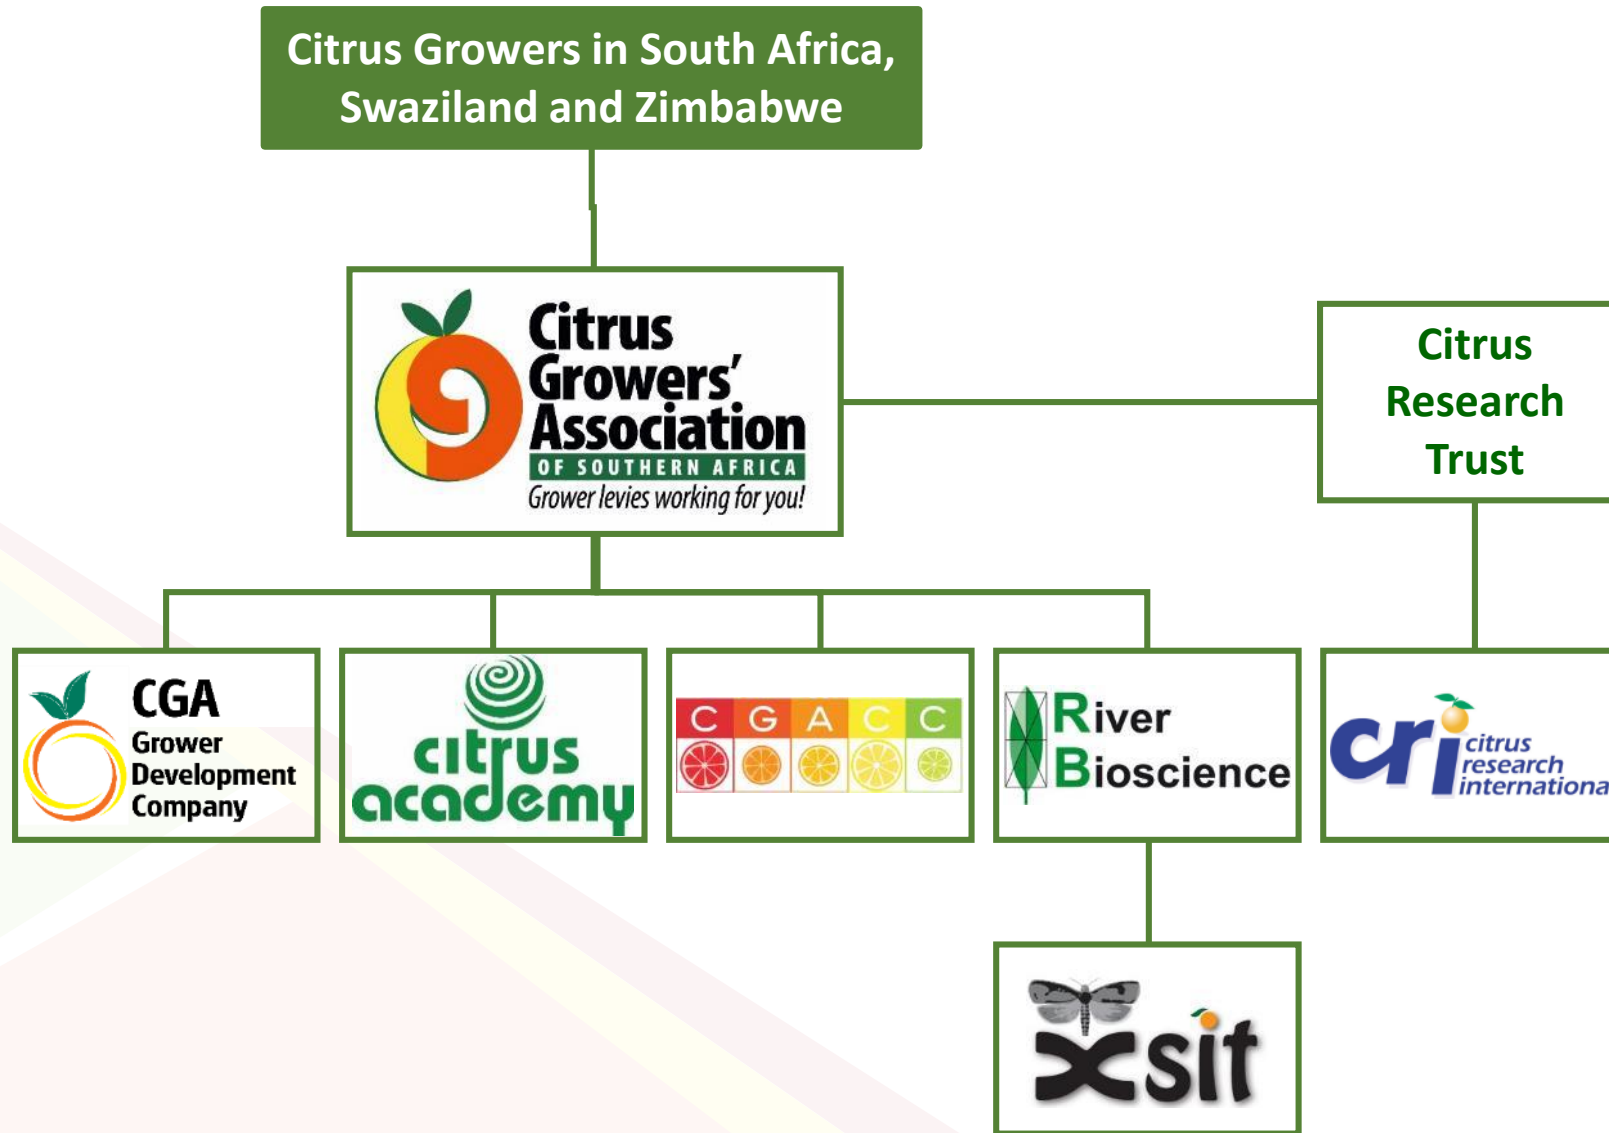 Citrus Growers in South Africa,
Swaziland and Zimbabwe
Citrus
Growers'
Association
OF SOUTHERN AFRICA
Grower levies working for you!
Citrus
Research
Trust
CGA
Grower
Development
Company
citrus
academy
C G A C C
River
Bioscience
cri
citrus
research
internationa
xsit